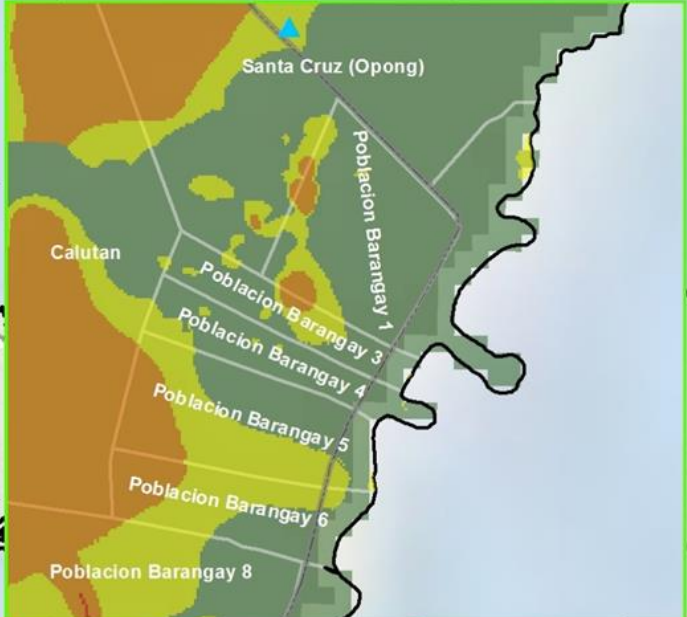 Santa Cruz (Opong)
Poblacion Barangay 1
Calutan
Poblacion Barangay 3
Poblacion Barangay 4
Poblacion Barangay 5
Poblacion Barangay 6
Poblacion Barangay 8